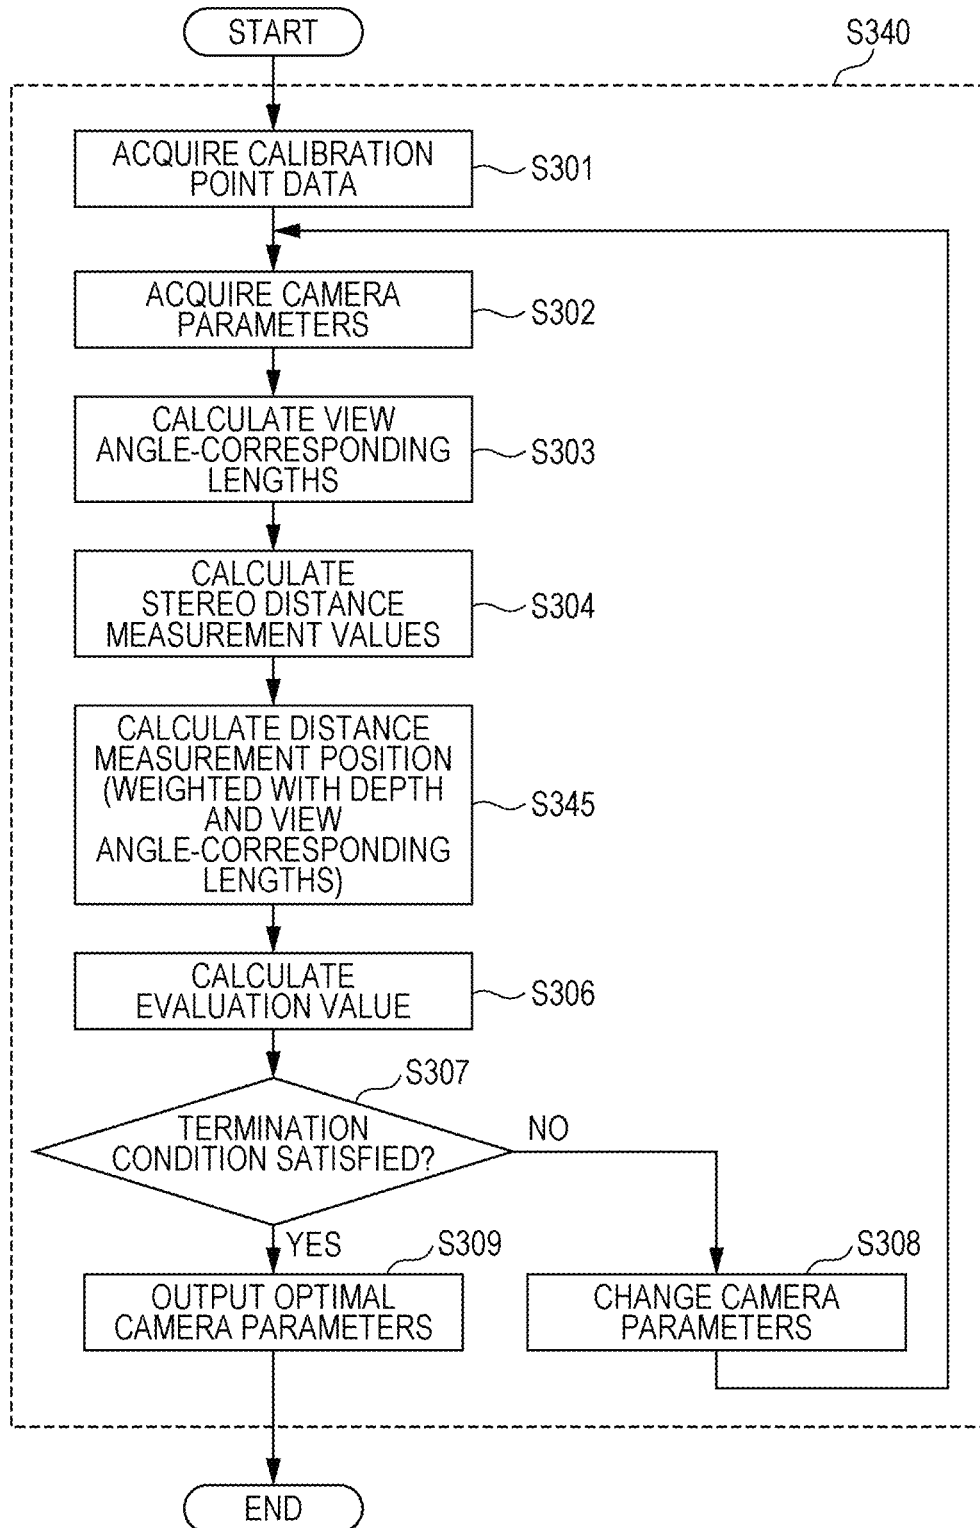 START
S340
ACQUIRE CALIBRATION
POINT DATA
S301
ACQUIRE CAMERA
PARAMETERS
S302
CALCULATE VIEW
ANGLE-CORRESPONDING
LENGTHS
S303
CALCULATE
STEREO DISTANCE
MEASUREMENT VALUES
S304
CALCULATE DISTANCE
MEASUREMENT POSITION
(WEIGHTED WITH DEPTH
AND VIEW
ANGLE-CORRESPONDING
LENGTHS)
S345
CALCULATE
EVALUATION VALUE
S306
S307
TERMINATION
CONDITION SATISFIED?
NO
YES
S309
OUTPUT OPTIMAL
CAMERA PARAMETERS
S308
CHANGE CAMERA
PARAMETERS
END